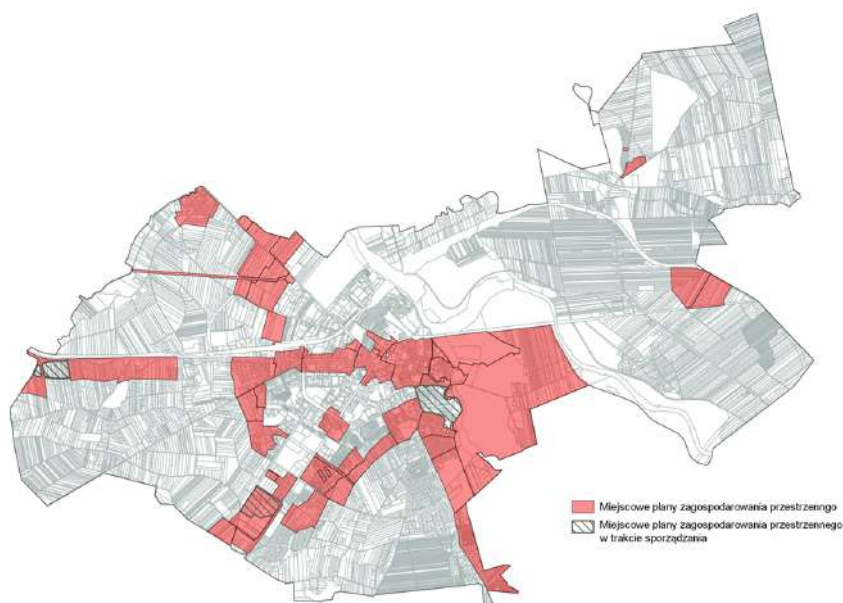 Miejscowe plany zagospodarowania przestrzenngo
Miejscowe plany zagospodarowania przestrzennego
w trakcie sporządzania